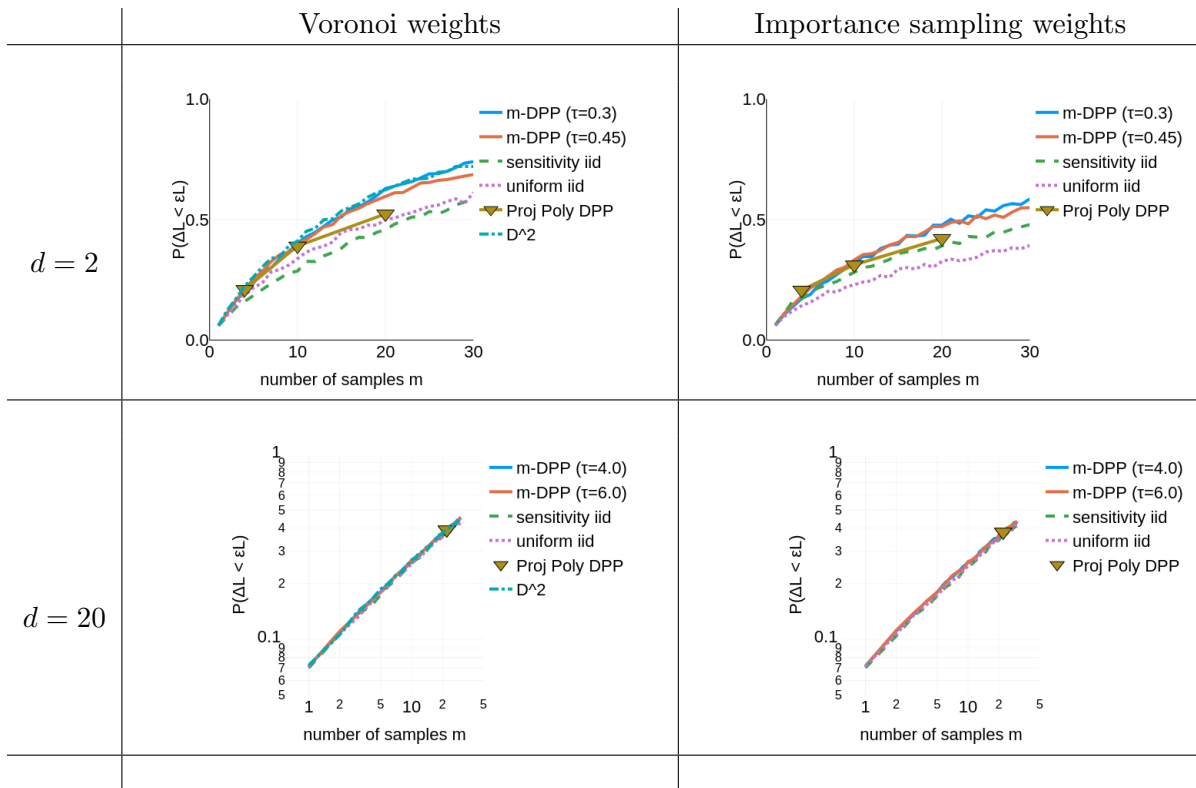 Voronoi weights
Importance sampling weights
d = 2
1.0
0.5
0.0
P(ΔL < εL)
0
10
20
30
number of samples m
m-DPP (τ=0.3)
m-DPP (τ=0.45)
sensitivity iid
uniform iid
Proj Poly DPP
D^2
1.0
0.5
0.0
P(ΔL < εL)
0
10
20
30
number of samples m
m-DPP (τ=0.3)
m-DPP (τ=0.45)
sensitivity iid
uniform iid
Proj Poly DPP
d = 20
1
9
8
7
6
5
4
3
2
0.1
9
8
7
6
5
P(ΔL < εL)
1
2
5
10
2
5
number of samples m
m-DPP (τ=4.0)
m-DPP (τ=6.0)
sensitivity iid
uniform iid
Proj Poly DPP
D^2
1
9
8
7
6
5
4
3
2
0.1
9
8
7
6
5
P(ΔL < εL)
1
2
5
10
2
5
number of samples m
m-DPP (τ=4.0)
m-DPP (τ=6.0)
sensitivity iid
uniform iid
Proj Poly DPP